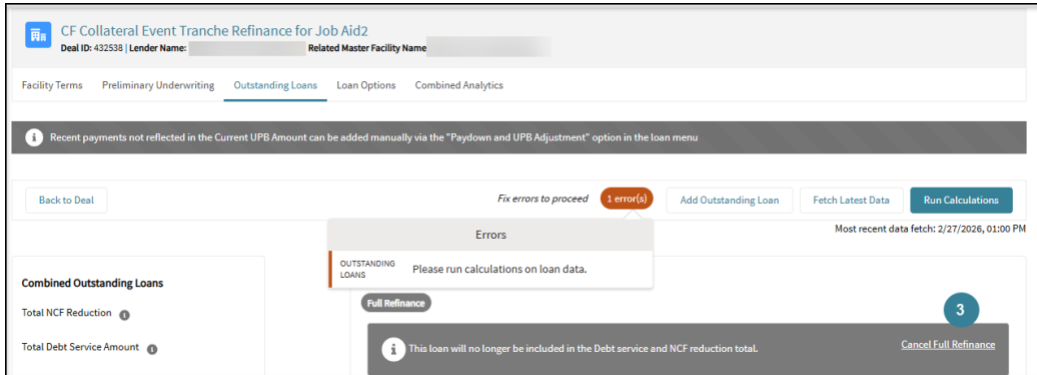 CF Collateral Event Tranche Refinance for Job Aid2
Deal ID: 432538 | Lender Name: Related Master Facility Name
Facility Terms Preliminary Underwriting Outstanding Loans Loan Options Combined Analytics
Recent payments not reflected in the Current UPB Amount can be added manually via the "Paydown and UPB Adjustment" option in the loan menu
Back to Deal Fix errors to proceed 1 error(s) Add Outstanding Loan Fetch Latest Data Run Calculations
Most recent data fetch: 2/27/2026, 01:00 PM
Errors
OUTSTANDING LOANS Please run calculations on loan data.
Combined Outstanding Loans
Total NCF Reduction
Full Refinance
3
Total Debt Service Amount
This loan will no longer be included in the Debt service and NCF reduction total. Cancel Full Refinance